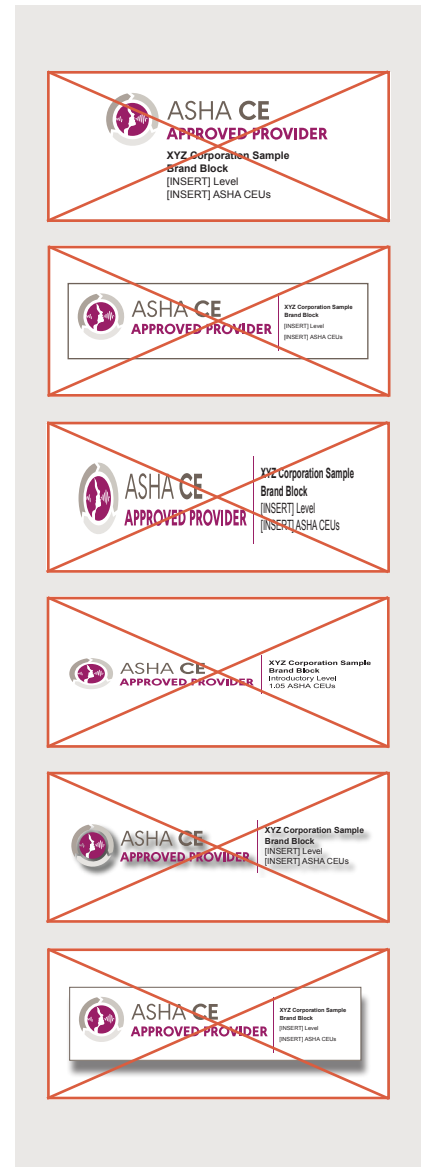 ASHA CE
APPROVED PROVIDER
XYZ Corporation Sample
Brand Block
[INSERT] Level
[INSERT] ASHA CEUs
ASHA CE
APPROVED PROVIDER
XYZ Corporation Sample
Brand Block
[INSERT] Level
[INSERT] ASHA CEUs
ASHA CE
APPROVED PROVIDER
XYZ Corporation Sample
Brand Block
[INSERT] Level
[INSERT] ASHA CEUs
ASHA CE
APPROVED PROVIDER
XYZ Corporation Sample
Brand Block
Introductory Level
1.05 ASHA CEUs
ASHA CE
APPROVED PROVIDER
XYZ Corporation Sample
Brand Block
[INSERT] Level
[INSERT] ASHA CEUs
ASHA CE
APPROVED PROVIDER
XYZ Corporation Sample
Brand Block
[INSERT] Level
[INSERT] ASHA CEUs